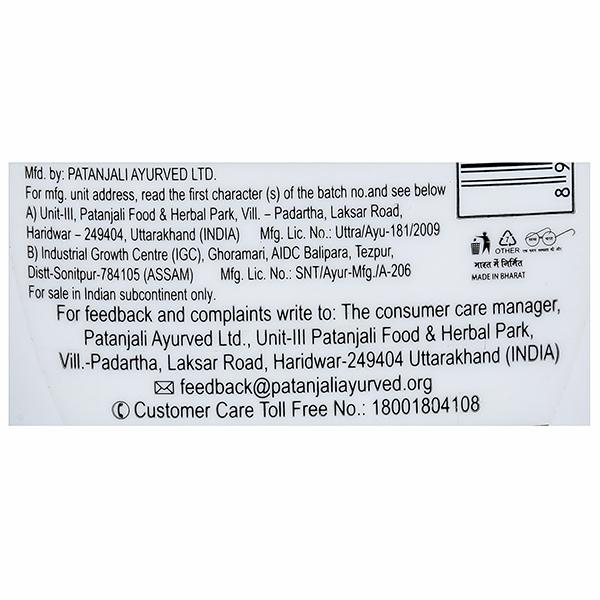 Mfd. by: PATANJALI AYURVED LTD.
For mfg. unit address, read the first character (s) of the batch no.and see below
A) Unit-III, Patanjali Food & Herbal Park, Vill. – Padartha, Laksar Road,
Haridwar – 249404, Uttarakhand (INDIA) Mfg. Lic. No.: Uttra/Ayu-181/2009
B) Industrial Growth Centre (IGC), Ghoramari, AIDC Balipara, Tezpur,
Distt-Sonitpur-784105 (ASSAM) Mfg. Lic. No.: SNT/Ayur-Mfg./A-206
For sale in Indian subcontinent only.
For feedback and complaints write to: The consumer care manager,
Patanjali Ayurved Ltd., Unit-III Patanjali Food & Herbal Park,
Vill.-Padartha, Laksar Road, Haridwar-249404 Uttarakhand (INDIA)
feedback@patanjaliayurved.org
Customer Care Toll Free No.: 18001804108
8
OTHER
भारत में निर्मित
MADE IN BHARAT